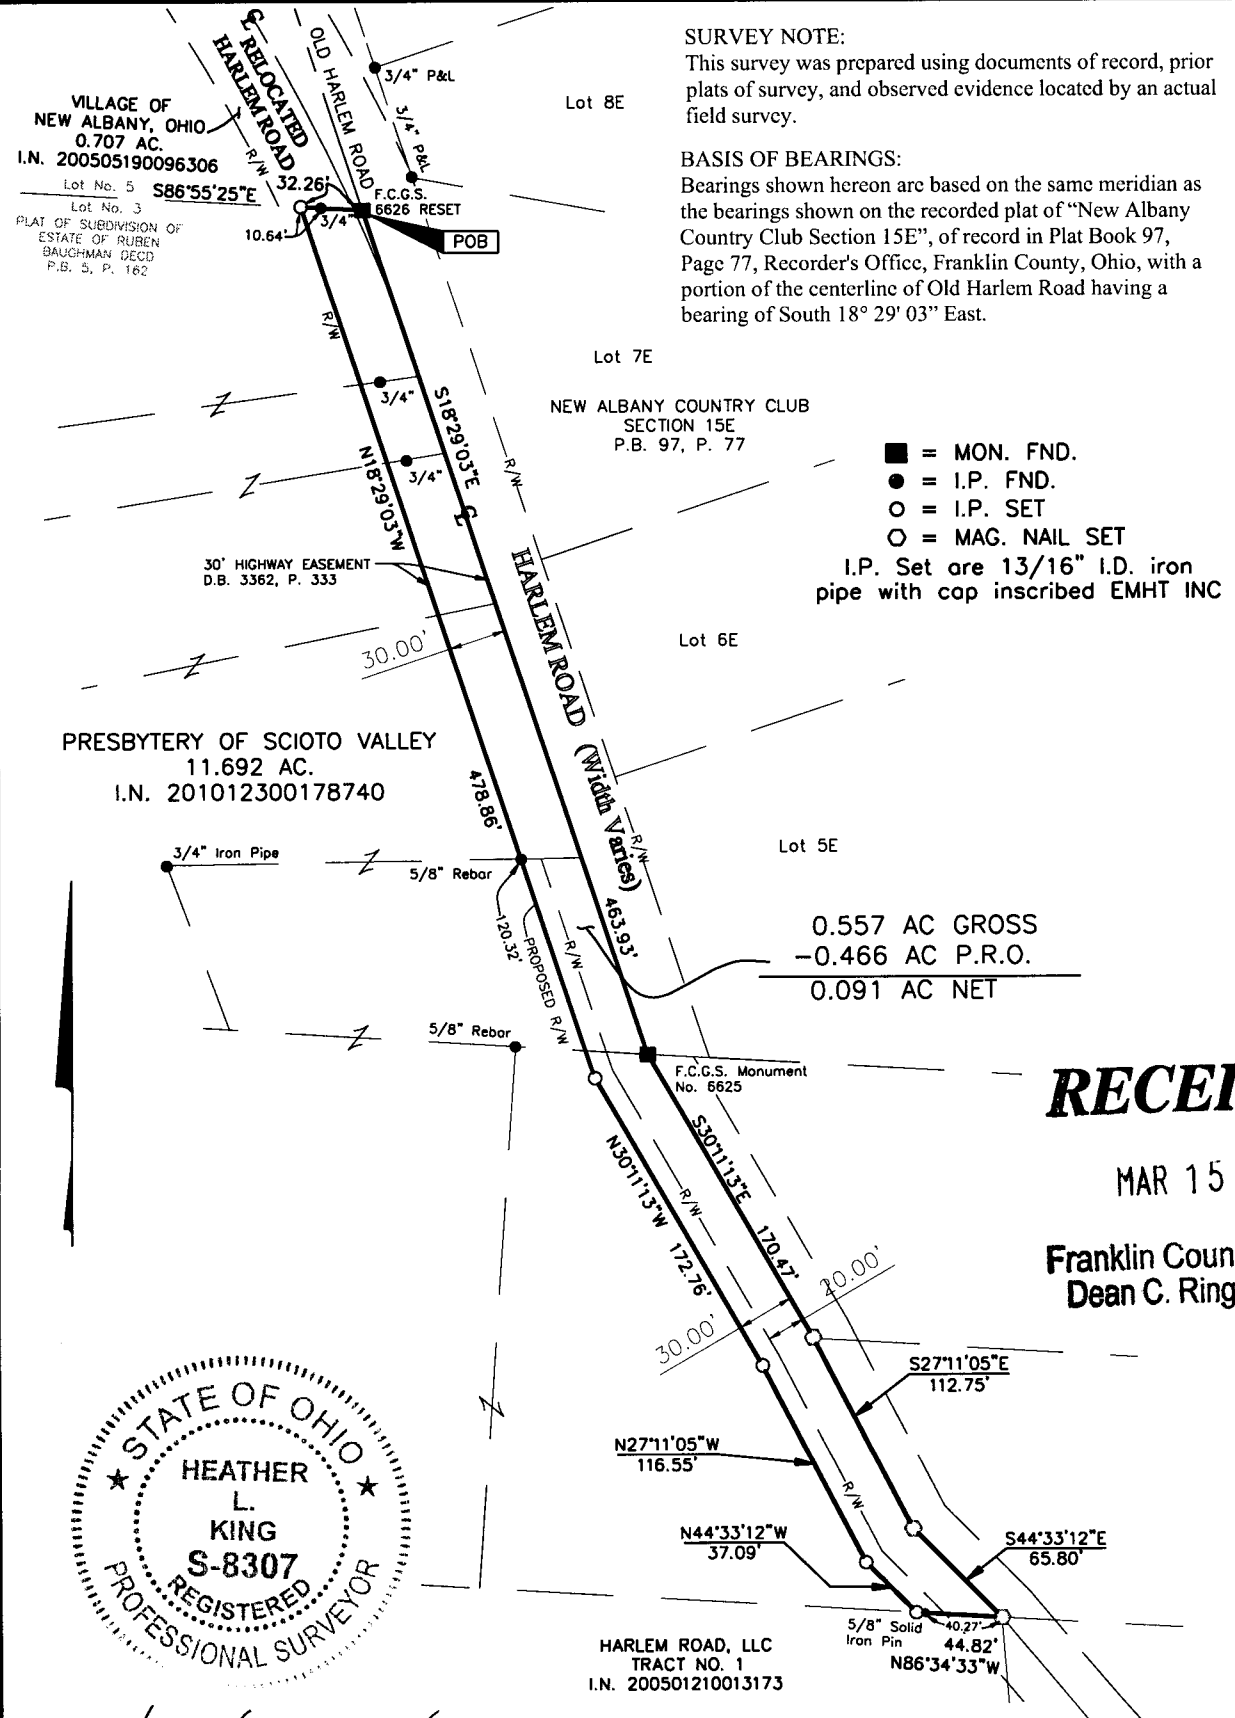 SURVEY NOTE:
This survey was prepared using documents of record, prior
plats of survey, and observed evidence located by an actual
field survey.
BASIS OF BEARINGS:
Bearings shown hereon are based on the same meridian as
the bearings shown on the recorded plat of “New Albany
Country Club Section 15E”, of record in Plat Book 97,
Page 77, Recorder's Office, Franklin County, Ohio, with a
portion of the centerline of Old Harlem Road having a
bearing of South 18° 29' 03” East.
℄ RELOCATED
HARLEM ROAD
OLD HARLEM ROAD
3/4" P&L
3/4" P&L
Lot 8E
VILLAGE OF
NEW ALBANY, OHIO
0.707 AC.
I.N. 200505190096306
R/W
Lot No. 5
Lot No. 3
PLAT OF SUBDIVISION OF
ESTATE OF RUBEN
BAUGHMAN DECD
P.B. 5, P. 162
S86°55'25"E
32.26'
10.64'
3/4"
F.C.G.S.
6626 RESET
POB
R/W
Lot 7E
NEW ALBANY COUNTRY CLUB
SECTION 15E
P.B. 97, P. 77
3/4"
3/4"
S18°29'03"E
℄
R/W
N18°29'03"W
■ = MON. FND.
● = I.P. FND.
○ = I.P. SET
⬡ = MAG. NAIL SET
I.P. Set are 13/16" I.D. iron
pipe with cap inscribed EMHT INC
30' HIGHWAY EASEMENT
D.B. 3362, P. 333
HARLEM ROAD (Width Varies)
30.00'
Lot 6E
PRESBYTERY OF SCIOTO VALLEY
11.692 AC.
I.N. 201012300178740
478.86'
R/W
Lot 5E
3/4" Iron Pipe
5/8" Rebar
120.32'
PROPOSED R/W
R/W
463.93'
0.557 AC GROSS
-0.466 AC P.R.O.
0.091 AC NET
5/8" Rebar
F.C.G.S. Monument
No. 6625
RECEI
MAR 15
Franklin Coun
Dean C. Ring
N30°11'13"W 172.76'
R/W
S30°11'13"E 170.47'
20.00'
30.00'
S27°11'05"E
112.75'
N27°11'05"W
116.55'
R/W
N44°33'12"W
37.09'
S44°33'12"E
65.80'
5/8" Solid
Iron Pin
40.27'
44.82'
N86°34'33"W
HARLEM ROAD, LLC
TRACT NO. 1
I.N. 200501210013173
STATE OF OHIO
HEATHER
L.
KING
S-8307
REGISTERED
PROFESSIONAL SURVEYOR